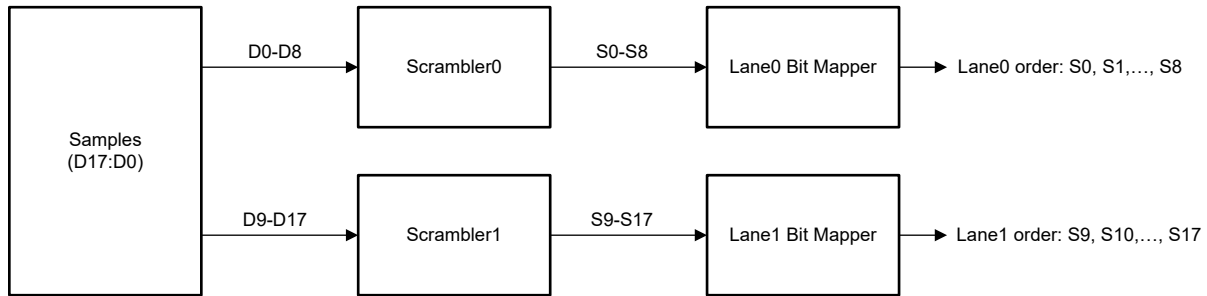 Samples
(D17:D0)
D0-D8
Scrambler0
S0-S8
Lane0 Bit Mapper
Lane0 order: S0, S1,…, S8
D9-D17
Scrambler1
S9-S17
Lane1 Bit Mapper
Lane1 order: S9, S10,…, S17